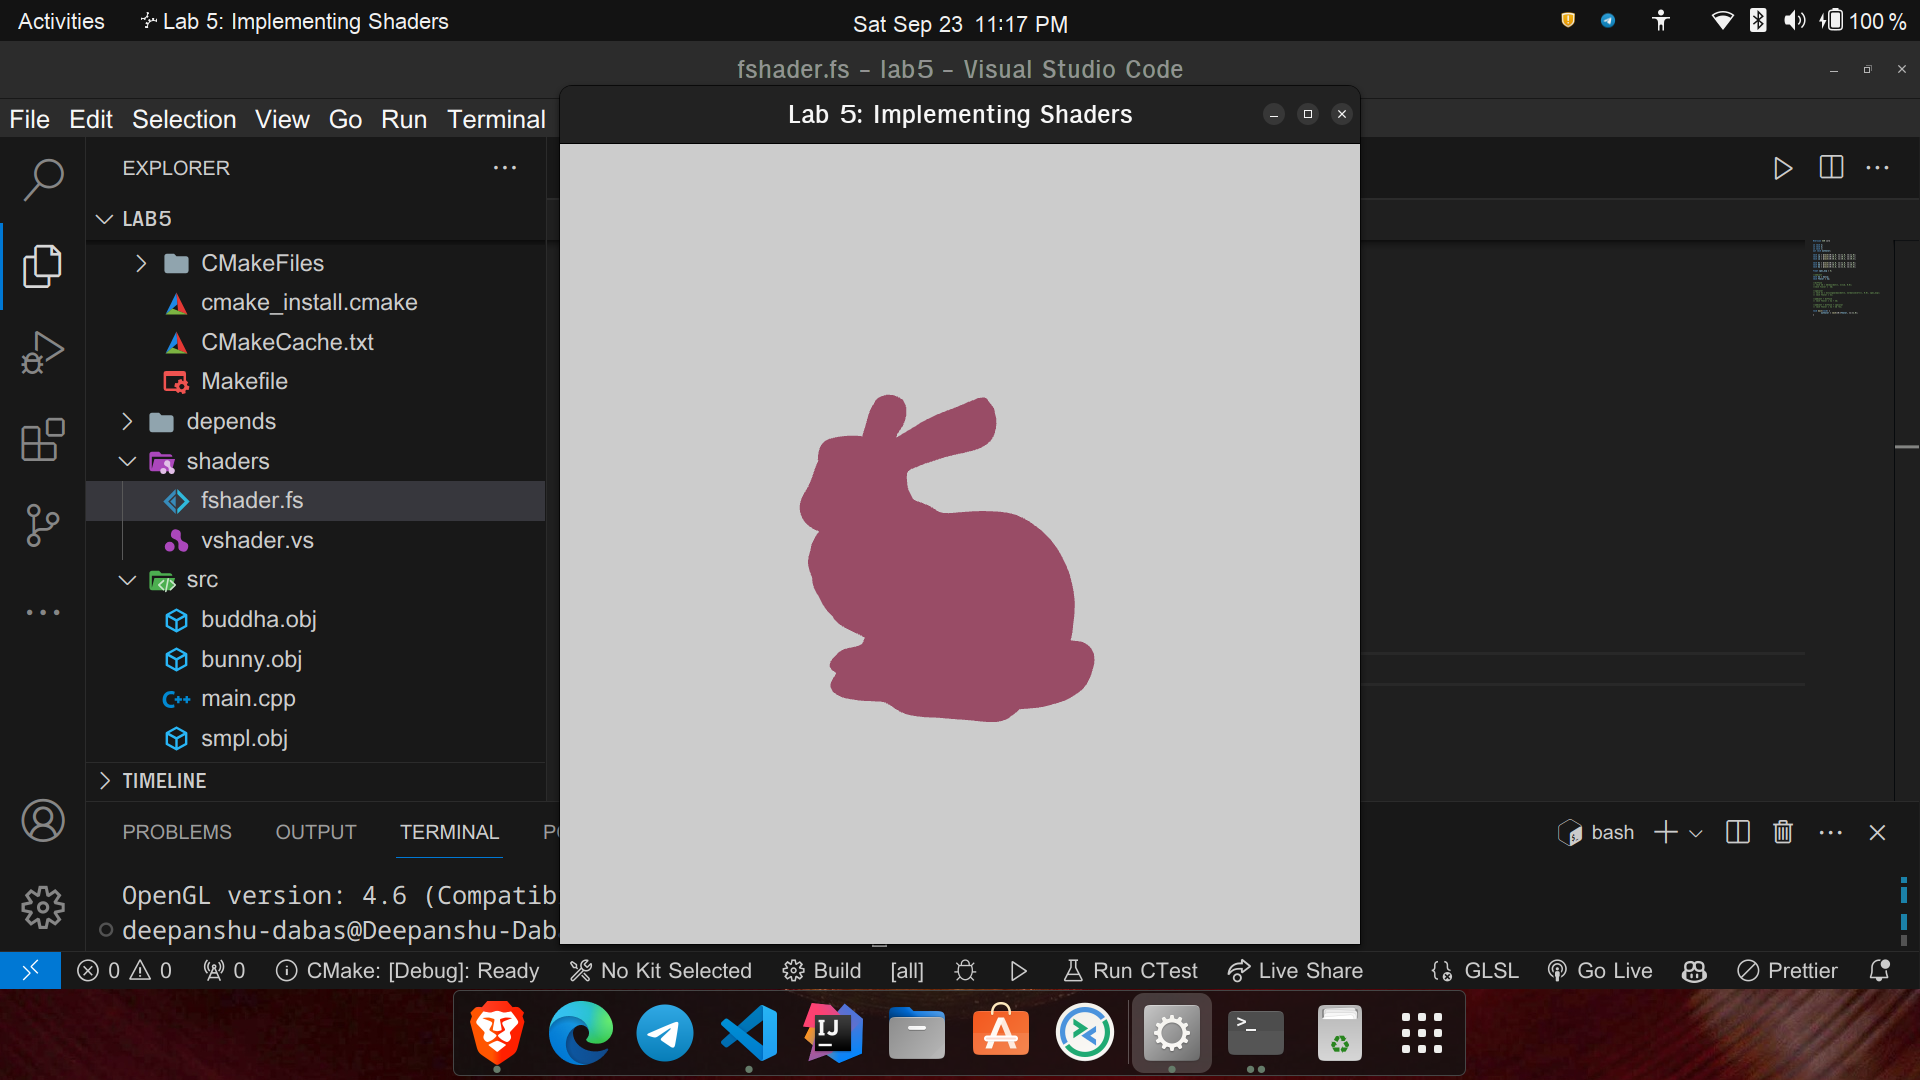 Activities Lab 5: Implementing Shaders Sat Sep 23 11:17 PM 100 %
fshader.fs - lab5 - Visual Studio Code
File Edit Selection View Go Run Terminal
Lab 5: Implementing Shaders
EXPLORER
LAB5
CMakeFiles
cmake_install.cmake
CMakeCache.txt
Makefile
depends
shaders
fshader.fs
vshader.vs
src
buddha.obj
bunny.obj
main.cpp
smpl.obj
TIMELINE
PROBLEMS OUTPUT TERMINAL bash
OpenGL version: 4.6 (Compatib
deepanshu-dabas@Deepanshu-Dab
0 0 0 CMake: [Debug]: Ready No Kit Selected Build [all] Run CTest Live Share GLSL Go Live Prettier